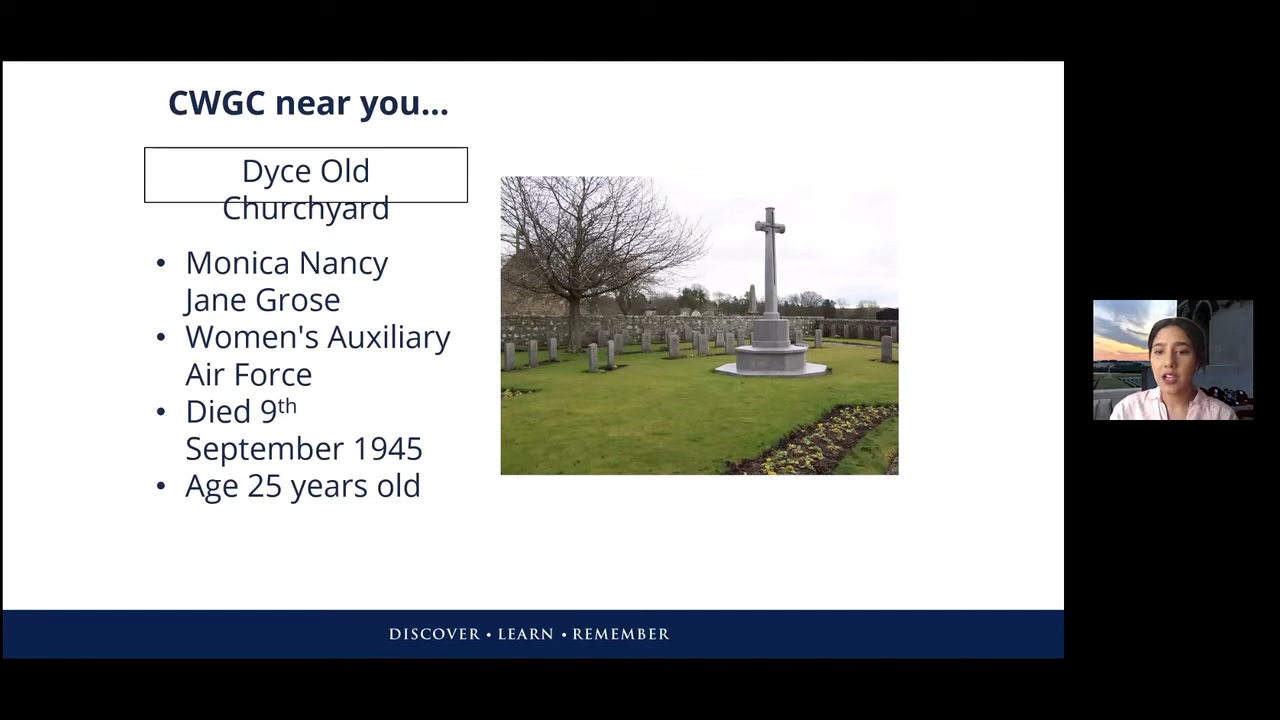 CWGC near you...
Dyce Old
Churchyard
• Monica Nancy
Jane Grose
• Women's Auxiliary
Air Force
• Died 9th
September 1945
• Age 25 years old
DISCOVER • LEARN • REMEMBER